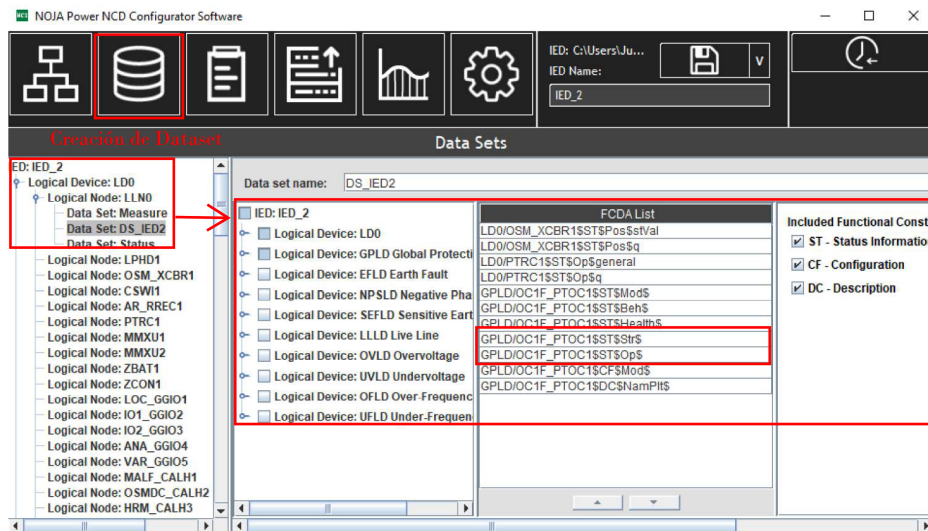 NCD NOJA Power NCD Configurator Software
IED: C:\Users\Ju...
IED Name:
IED_2
V
Creación de Dataset
Data Sets
ED: IED_2
Logical Device: LD0
Logical Node: LLN0
Data Set: Measure
Data Set: DS_IED2
Data Set: Status
Logical Node: LPHD1
Logical Node: OSM_XCBR1
Logical Node: CSWI1
Logical Node: AR_RREC1
Logical Node: PTRC1
Logical Node: MMXU1
Logical Node: MMXU2
Logical Node: ZBAT1
Logical Node: ZCON1
Logical Node: LOC_GGIO1
Logical Node: IO1_GGIO2
Logical Node: IO2_GGIO3
Logical Node: ANA_GGIO4
Logical Node: VAR_GGIO5
Logical Node: MALF_CALH1
Logical Node: OSMDC_CALH2
Logical Node: HRM_CALH3
Data set name: DS_IED2
IED: IED_2
Logical Device: LD0
Logical Device: GPLD Global Protecti
Logical Device: EFLD Earth Fault
Logical Device: NPSLD Negative Pha
Logical Device: SEFLD Sensitive Eart
Logical Device: LLLD Live Line
Logical Device: OVLD Overvoltage
Logical Device: UVLD Undervoltage
Logical Device: OFLD Over-Frequenc
Logical Device: UFLD Under-Frequen
FCDA List
LD0/OSM_XCBR1$ST$Pos$stVal
LD0/OSM_XCBR1$ST$Pos$q
LD0/PTRC1$ST$Op$general
LD0/PTRC1$ST$Op$q
GPLD/OC1F_PTOC1$ST$Mod$
GPLD/OC1F_PTOC1$ST$Beh$
GPLD/OC1F_PTOC1$ST$Health$
GPLD/OC1F_PTOC1$ST$Str$
GPLD/OC1F_PTOC1$ST$Op$
GPLD/OC1F_PTOC1$CF$Mod$
GPLD/OC1F_PTOC1$DC$NamPlt$
Included Functional Const
ST - Status Information
CF - Configuration
DC - Description